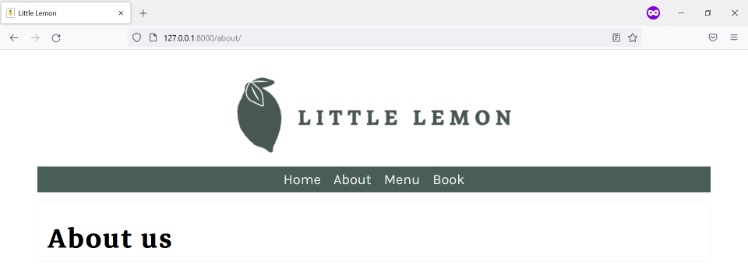 Little Lemon
127.0.0.1:8000/about/
LITTLE LEMON
Home About Menu Book
About us